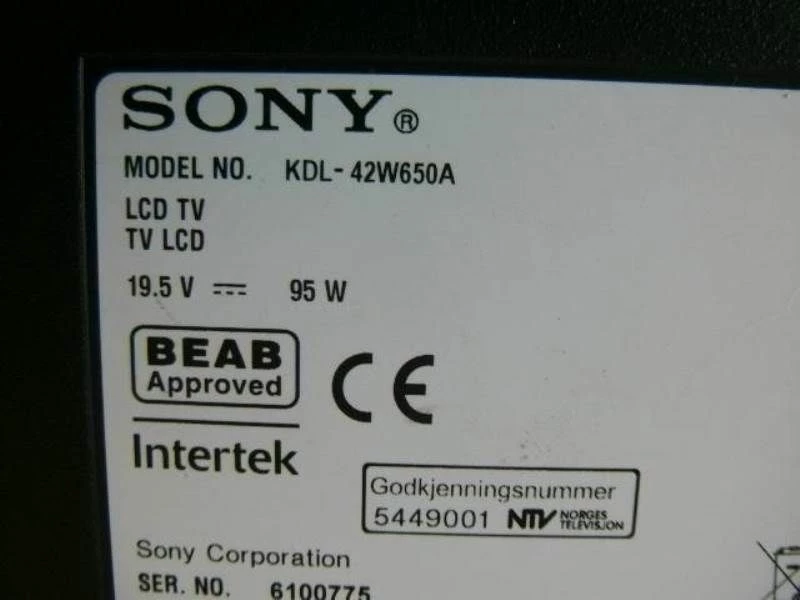 SONY®
MODEL NO. KDL-42W650A
LCD TV
TV LCD
19.5 V ⎓ 95 W
BEAB
Approved
CE
Intertek
Godkjenningsnummer
5449001 NTV NORGES
TELEVISJON
Sony Corporation
SER. NO. 6100775